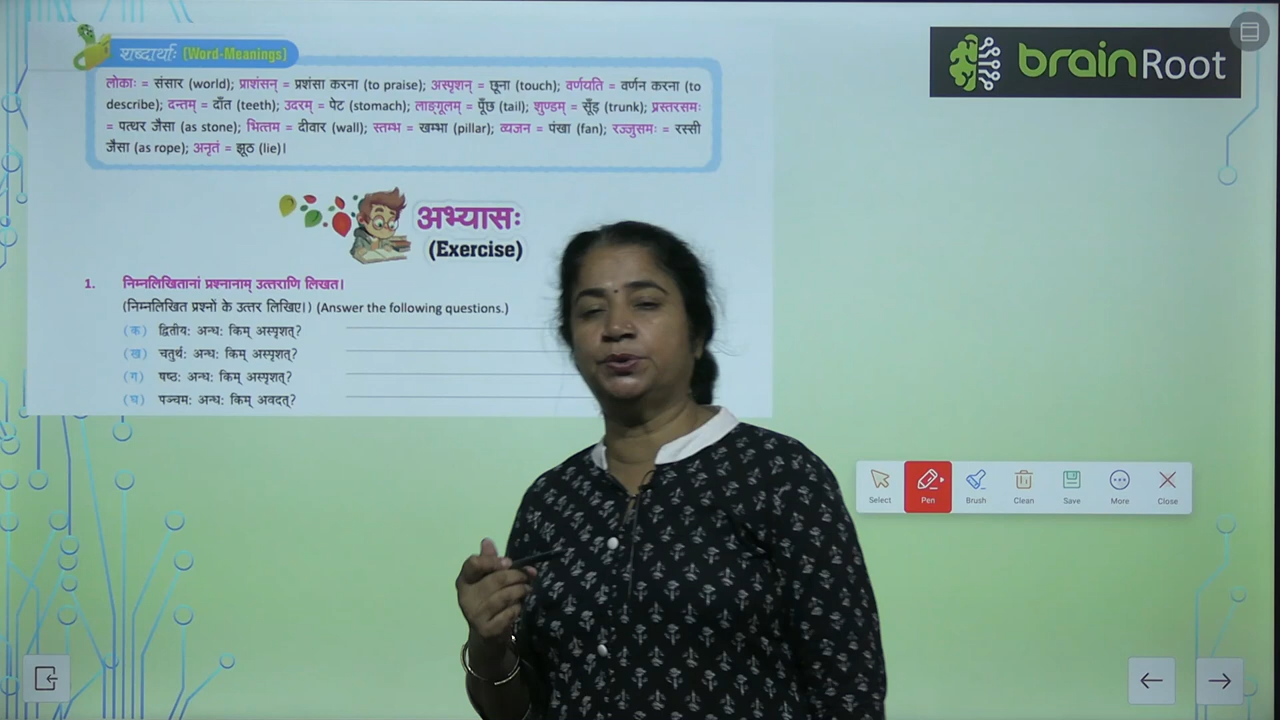 शब्दार्थाः (Word-Meanings)
लोकाः = संसार (world); प्राशंसन् = प्रशंसा करना (to praise); अस्पृशन् = छूना (touch); वर्णयति = वर्णन करना (to
describe); दन्तम् = दाँत (teeth); उदरम् = पेट (stomach); लाङ्गूलम् = पूँछ (tail); शुण्डम् = सूँड़ (trunk); प्रस्तरसमः
= पत्थर जैसा (as stone); भित्तम = दीवार (wall); स्तम्भ = खम्भा (pillar); व्यजन = पंखा (fan); रज्जुसमः = रस्सी
जैसा (as rope); अनृतं = झूठ (lie)।
brainRoot
अभ्यासः
(Exercise)
1. निम्नलिखितानां प्रश्नानाम् उत्तराणि लिखत।
(निम्नलिखित प्रश्नों के उत्तर लिखिए।) (Answer the following questions.)
(क) द्वितीयः अन्धः किम् अस्पृशत्?
(ख) चतुर्थः अन्धः किम् अस्पृशत्?
(ग) षष्ठः अन्धः किम् अस्पृशत्?
(घ) पञ्चमः अन्धः किम् अवदत्?
Select Pen Brush Clean Save More Close